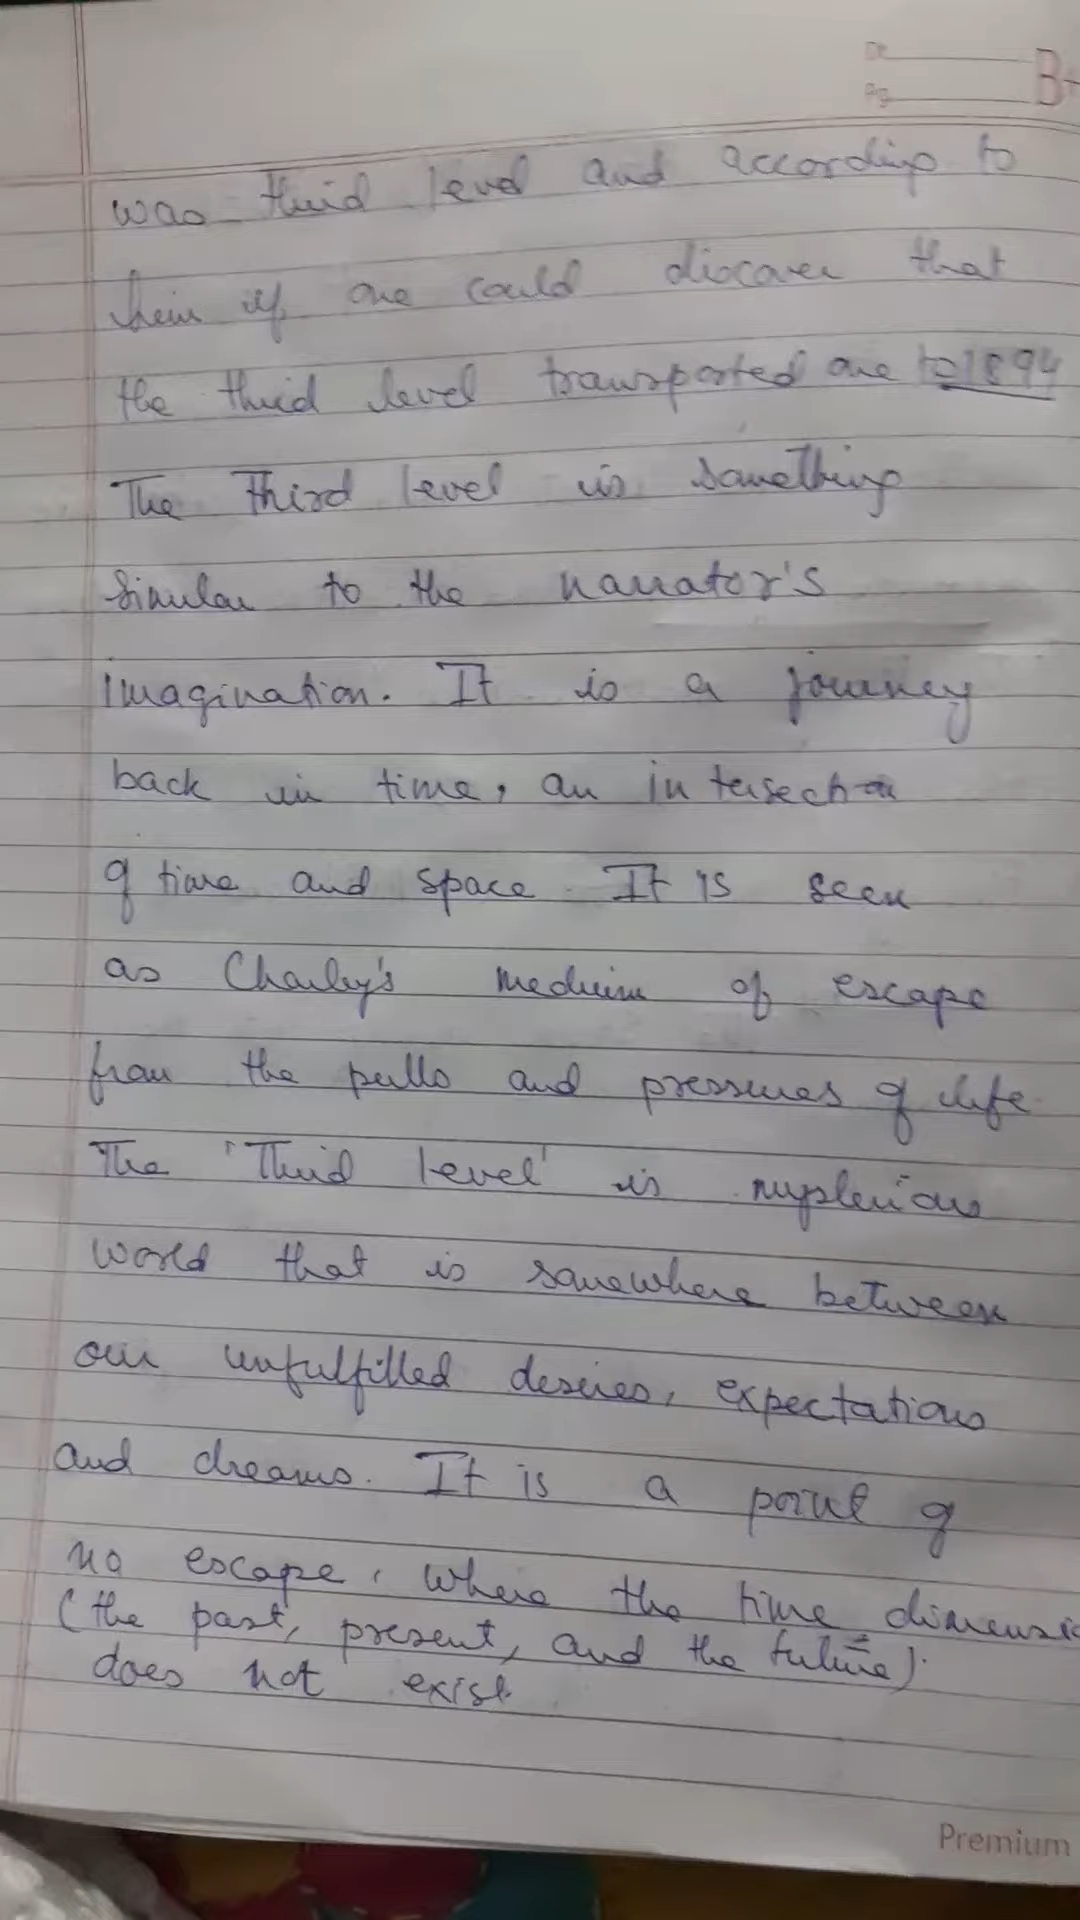 Dt
Pg
B+
was third level and according to
him if one could discover that
the third level transported one to 1894
The Third level is something
Similar to the narrator's
imagination. It is a journey
back in time, an intersection
of time and space. It is seen
as Charley's medium of escape
from the pulls and pressures of life.
The 'Third level' is mysterious
world that is somewhere between
our unfulfilled desires, expectations
and dreams. It is a point of
no escape, where the time dimensio
(the past, present, and the future).
does not exist
Premium